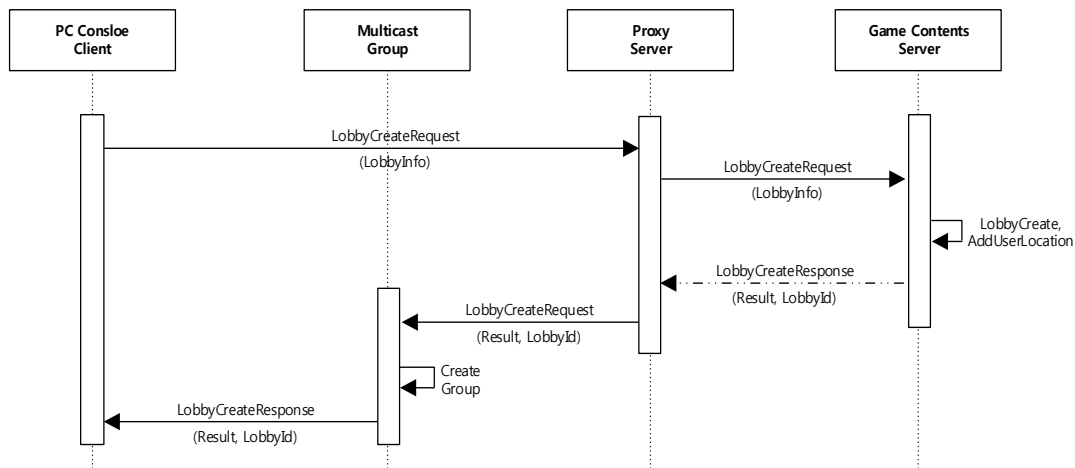 PC Consloe
Client
Multicast
Group
Proxy
Server
Game Contents
Server
LobbyCreateRequest
(LobbyInfo)
LobbyCreateRequest
(LobbyInfo)
LobbyCreate,
AddUserLocation
LobbyCreateResponse
(Result, LobbyId)
LobbyCreateRequest
(Result, LobbyId)
Create
Group
LobbyCreateResponse
(Result, LobbyId)